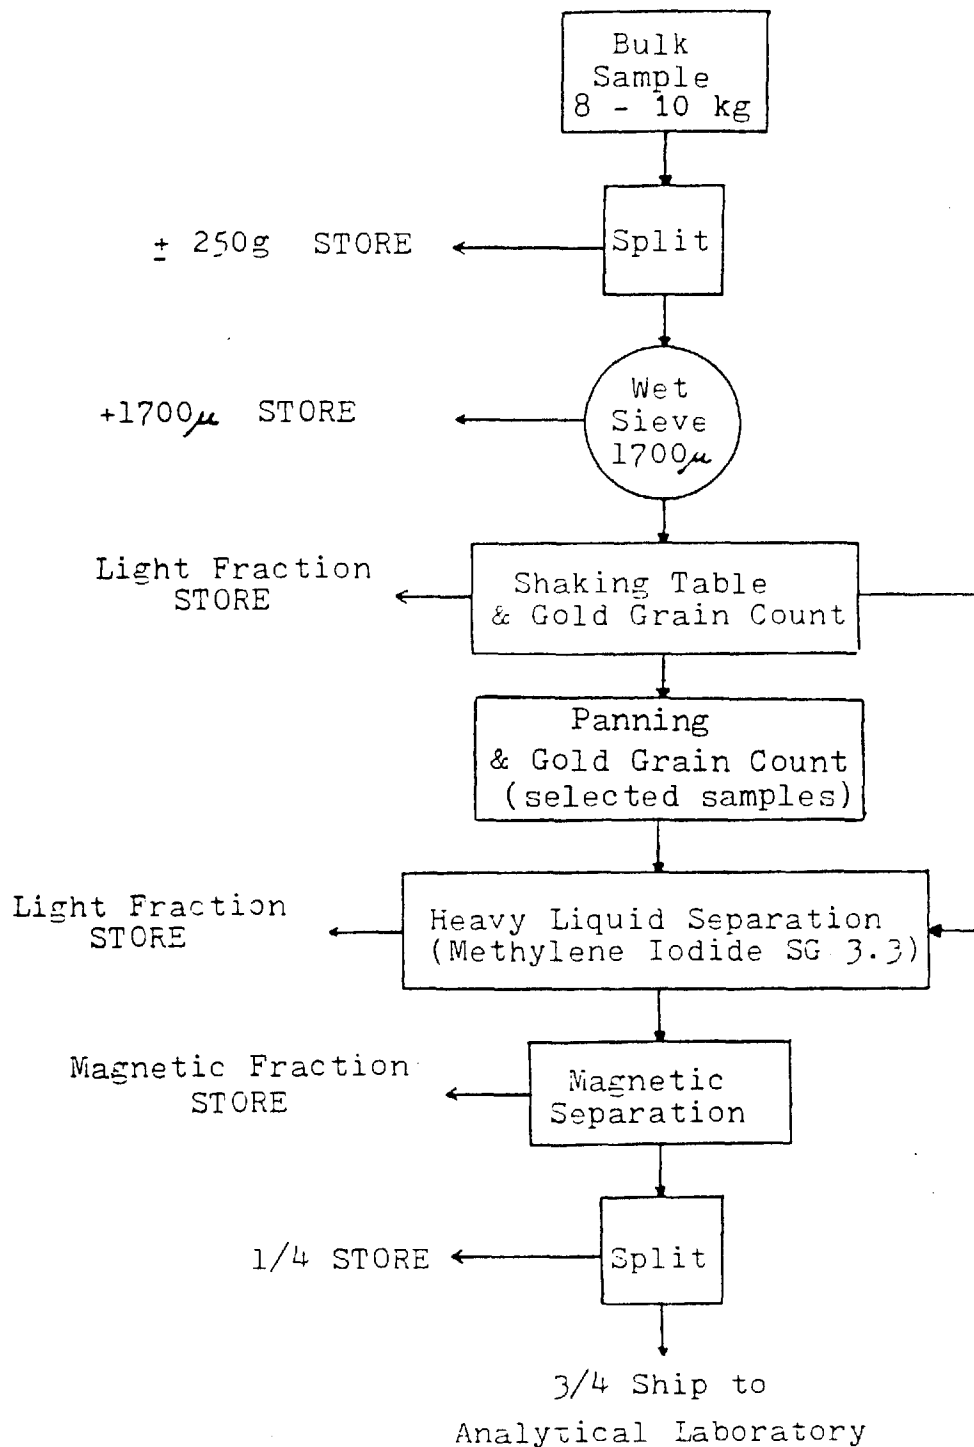 Bulk
Sample
8 - 10 kg
± 250g STORE
Split
+1700μ STORE
Wet
Sieve
1700μ
Light Fraction
STORE
Shaking Table
& Gold Grain Count
Panning
& Gold Grain Count
(selected samples)
Light Fraction
STORE
Heavy Liquid Separation
(Methylene Iodide SG 3.3)
Magnetic Fraction
STORE
Magnetic
Separation
1/4 STORE
Split
3/4 Ship to
Analytical Laboratory